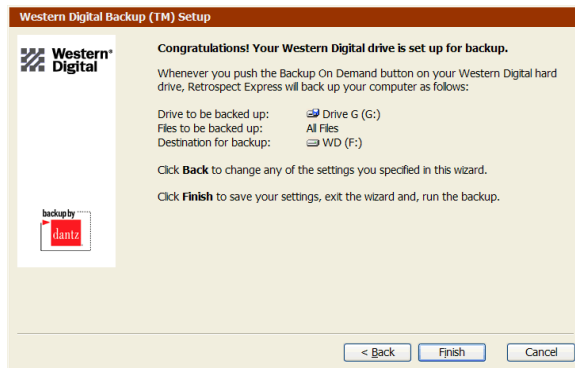 Western Digital Backup (TM) Setup
Western®
Digital
Congratulations! Your Western Digital drive is set up for backup.
Whenever you push the Backup On Demand button on your Western Digital hard
drive, Retrospect Express will back up your computer as follows:
Drive to be backed up: Drive G (G:)
Files to be backed up: All Files
Destination for backup: WD (F:)
Click Back to change any of the settings you specified in this wizard.
Click Finish to save your settings, exit the wizard and, run the backup.
backup by
dantz
< Back Finish Cancel